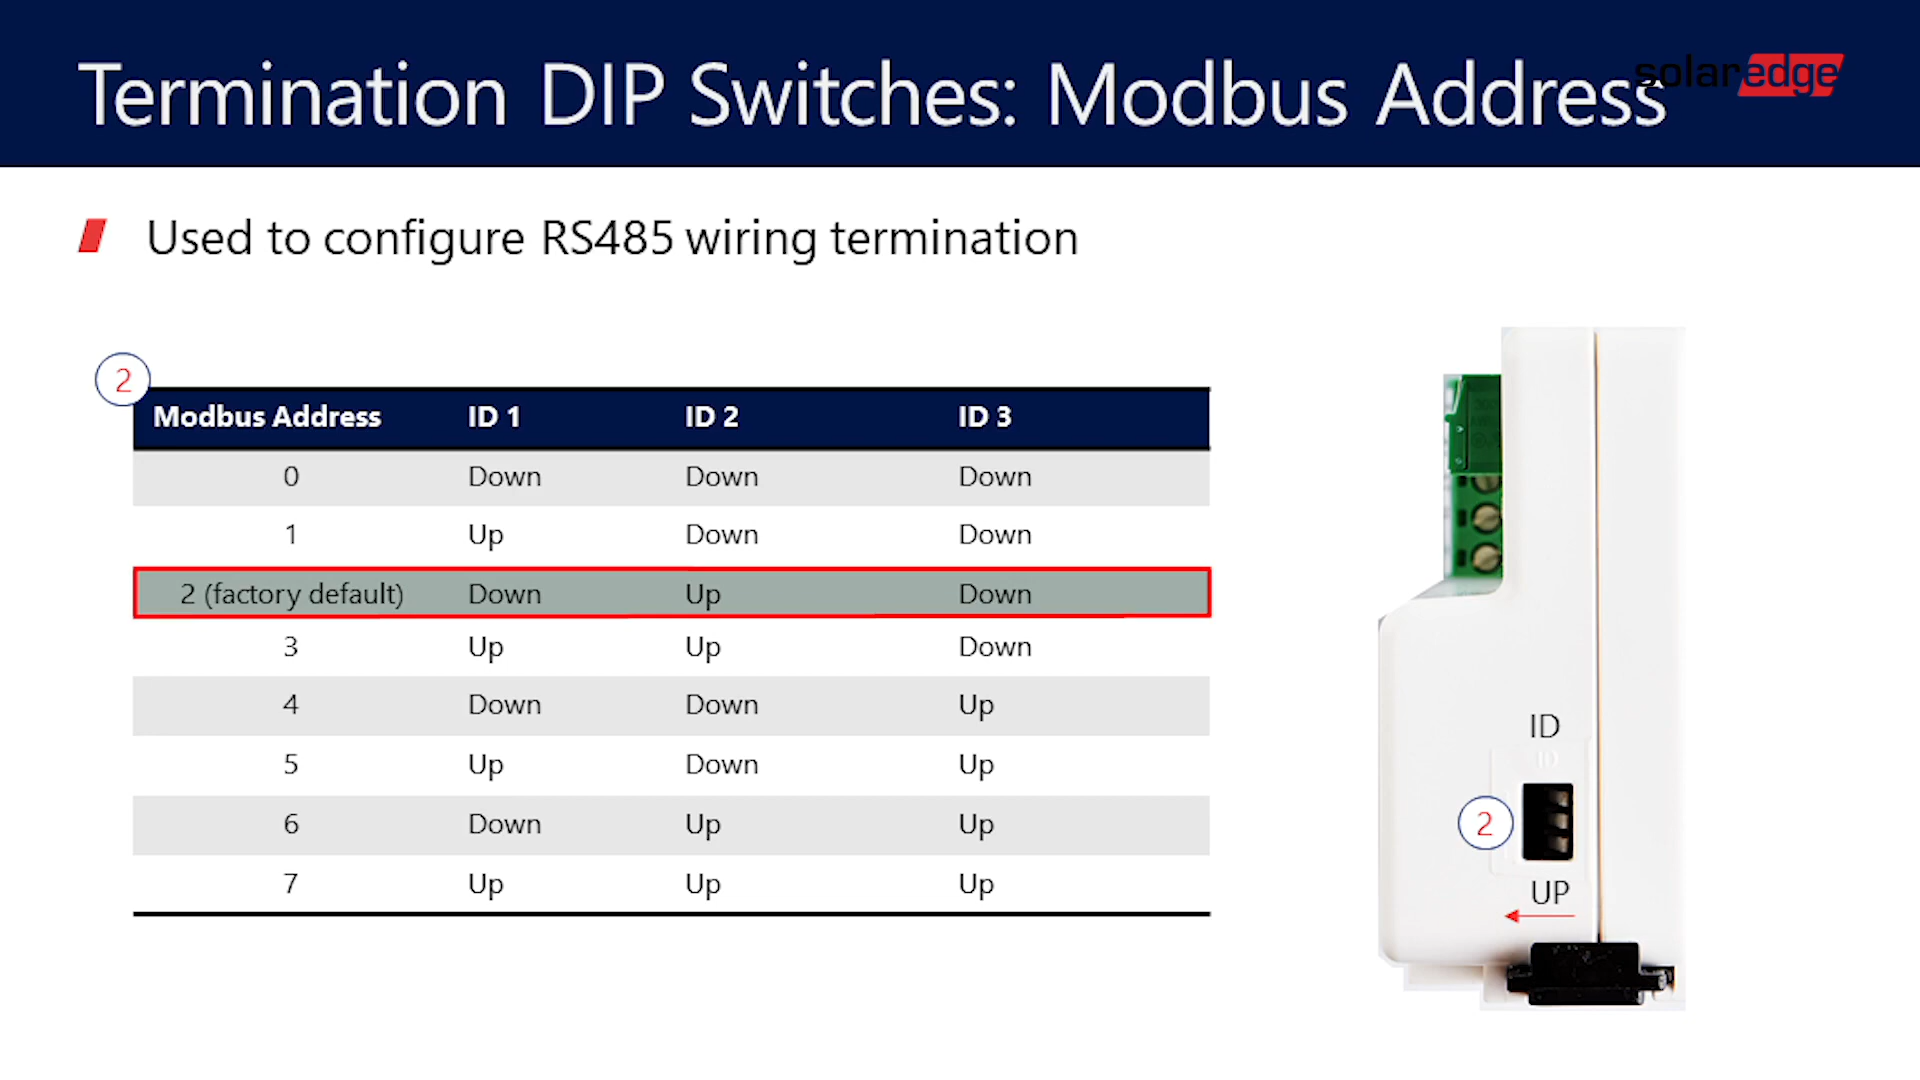 Termination DIP Switches: Modbus Address
solaredge
Used to configure RS485 wiring termination
2
Modbus Address ID 1 ID 2 ID 3
0 Down Down Down
1 Up Down Down
2 (factory default) Down Up Down
3 Up Up Down
4 Down Down Up
5 Up Down Up
6 Down Up Up
7 Up Up Up
ID
ID
2
UP